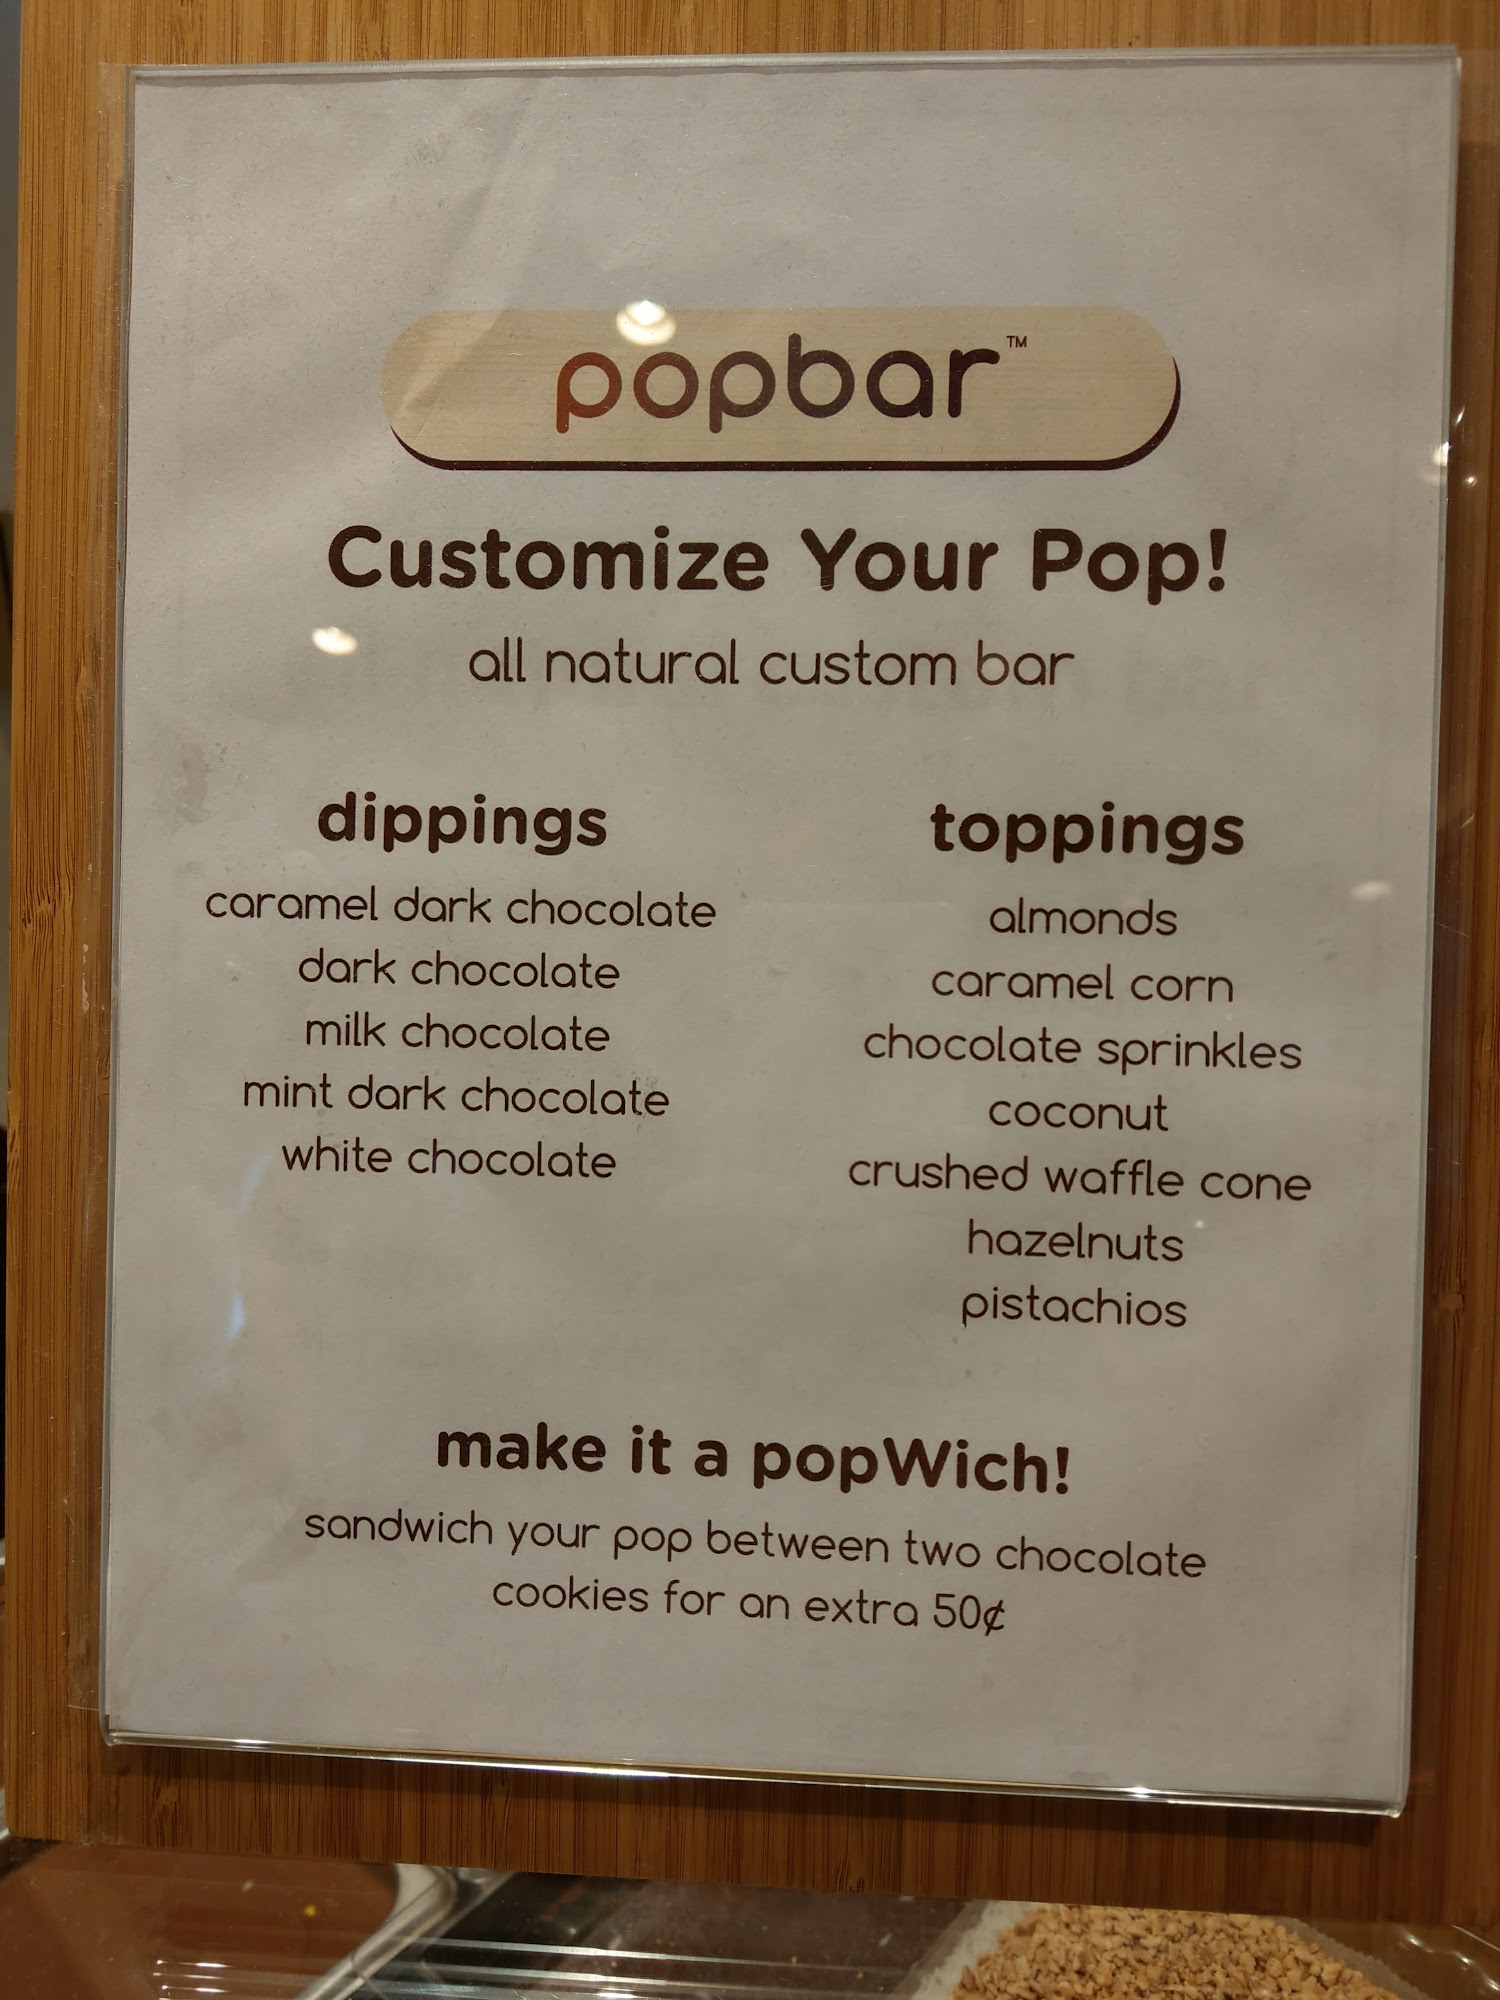 popbar™
Customize Your Pop!
all natural custom bar
dippings
caramel dark chocolate
dark chocolate
milk chocolate
mint dark chocolate
white chocolate
toppings
almonds
caramel corn
chocolate sprinkles
coconut
crushed waffle cone
hazelnuts
pistachios
make it a popWich!
sandwich your pop between two chocolate
cookies for an extra 50¢